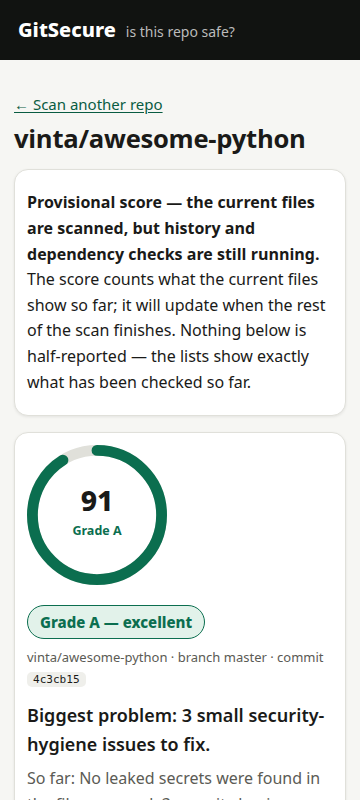 GitSecure is this repo safe?
← Scan another repo
vinta/awesome-python
Provisional score — the current files
are scanned, but history and
dependency checks are still running.
The score counts what the current files
show so far; it will update when the rest
of the scan finishes. Nothing below is
half-reported — the lists show exactly
what has been checked so far.
91
Grade A
Grade A — excellent
vinta/awesome-python · branch master · commit
4c3cb15
Biggest problem: 3 small security-
hygiene issues to fix.
So far: No leaked secrets were found in